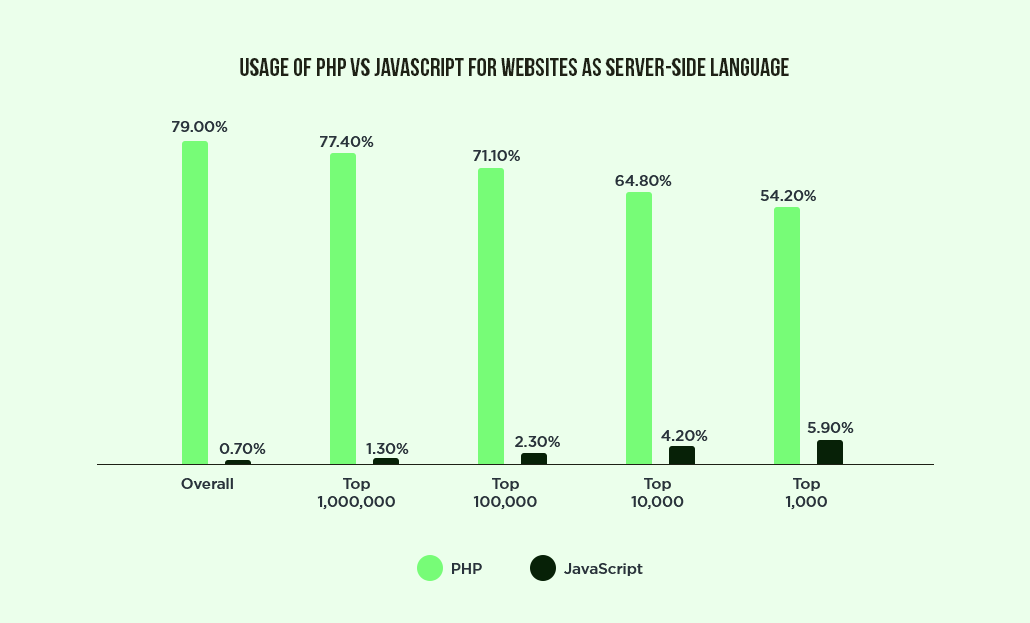 USAGE OF PHP VS JAVASCRIPT FOR WEBSITES AS SERVER-SIDE LANGUAGE
79.00%
77.40%
71.10%
64.80%
54.20%
0.70%
1.30%
2.30%
4.20%
5.90%
Overall
Top
1,000,000
Top
100,000
Top
10,000
Top
1,000
PHP
JavaScript